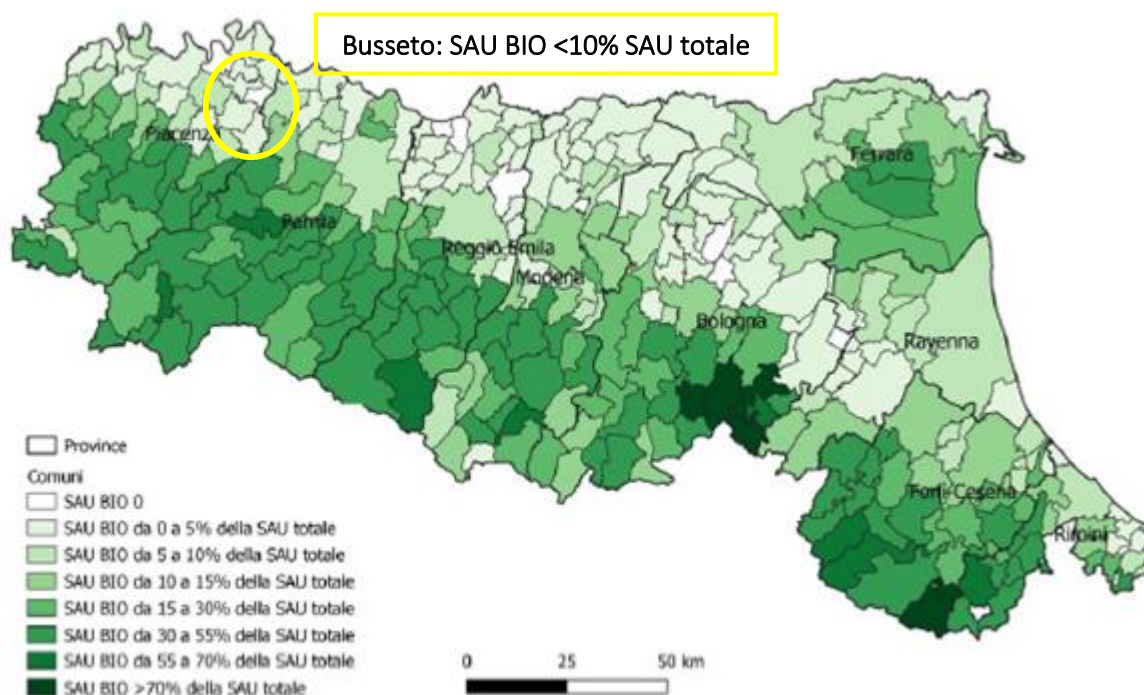 Busseto: SAU BIO <10% SAU totale
Piacenz
Ferrara
Parma
Reggio Emila
Modena
Bologna
Ravenna
Forlì-Cesena
Rimini
Province
Comuni
SAU BIO 0
SAU BIO da 0 a 5% della SAU totale
SAU BIO da 5 a 10% della SAU totale
SAU BIO da 10 a 15% della SAU totale
SAU BIO da 15 a 30% della SAU totale
SAU BIO da 30 a 55% della SAU totale
SAU BIO da 55 a 70% della SAU totale
SAU BIO >70% della SAU totale
0 25 50 km